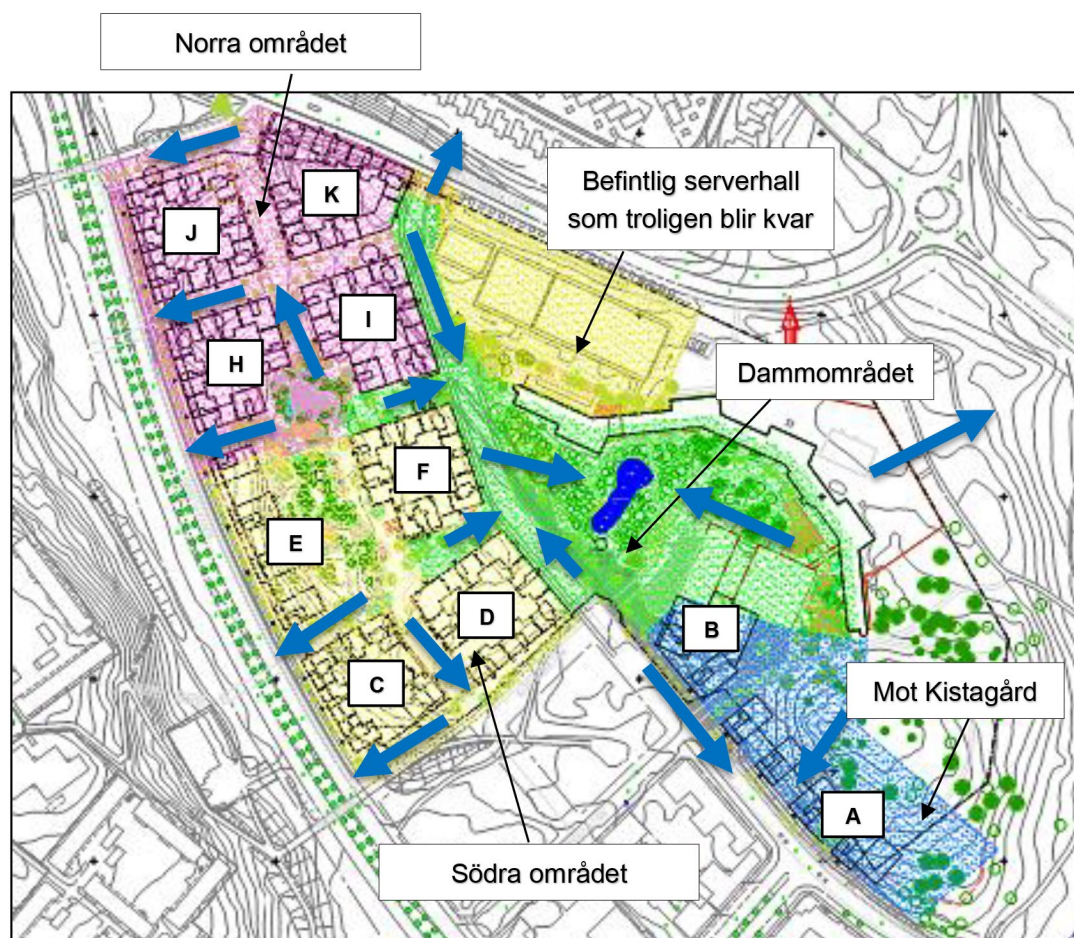 Norra området
Befintlig serverhall
som troligen blir kvar
K
J
I
Dammområdet
H
F
E
D
B
C
Mot Kistagård
A
Södra området